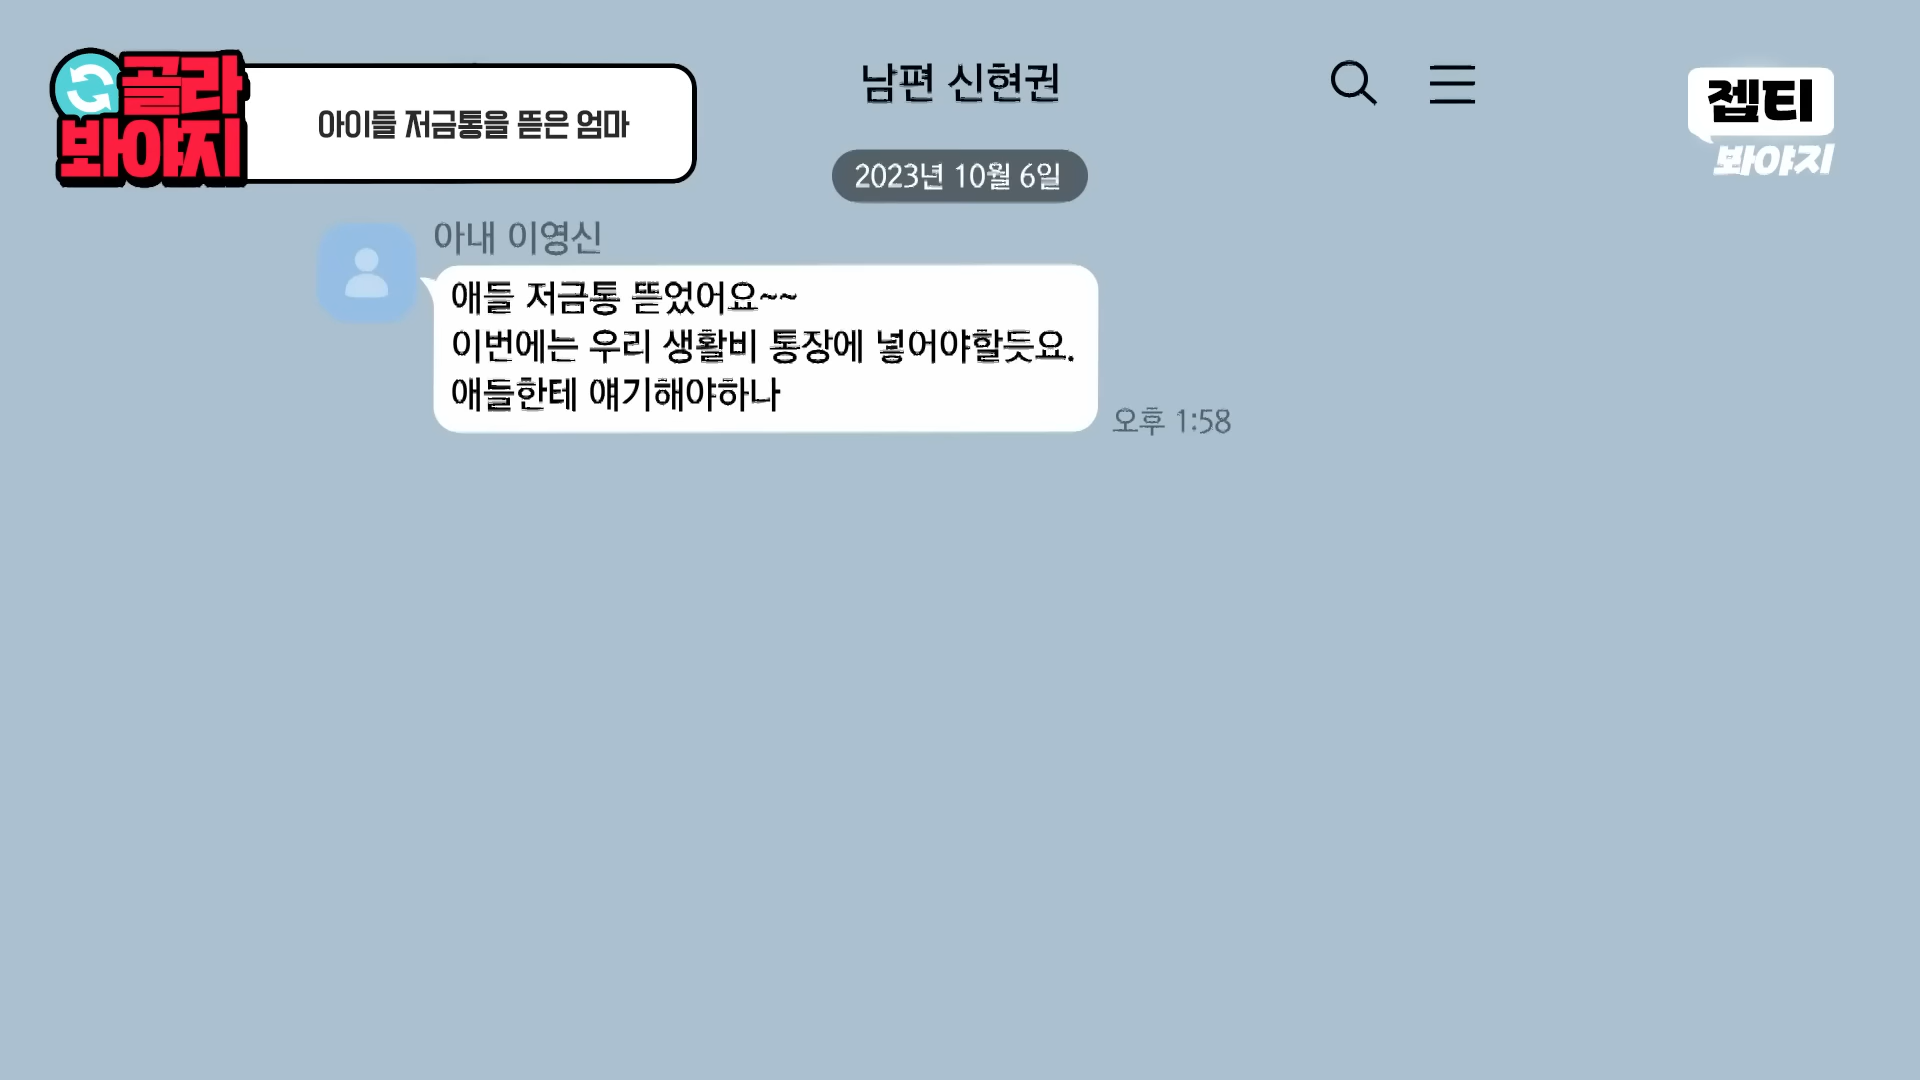 골라
봐야지
아이들 저금통을 뜯은 엄마
남편 신현권
젭티
봐야지
2023년 10월 6일
아내 이영신
애들 저금통 뜯었어요~~
이번에는 우리 생활비 통장에 넣어야할듯요.
애들한테 얘기해야하나
오후 1:58